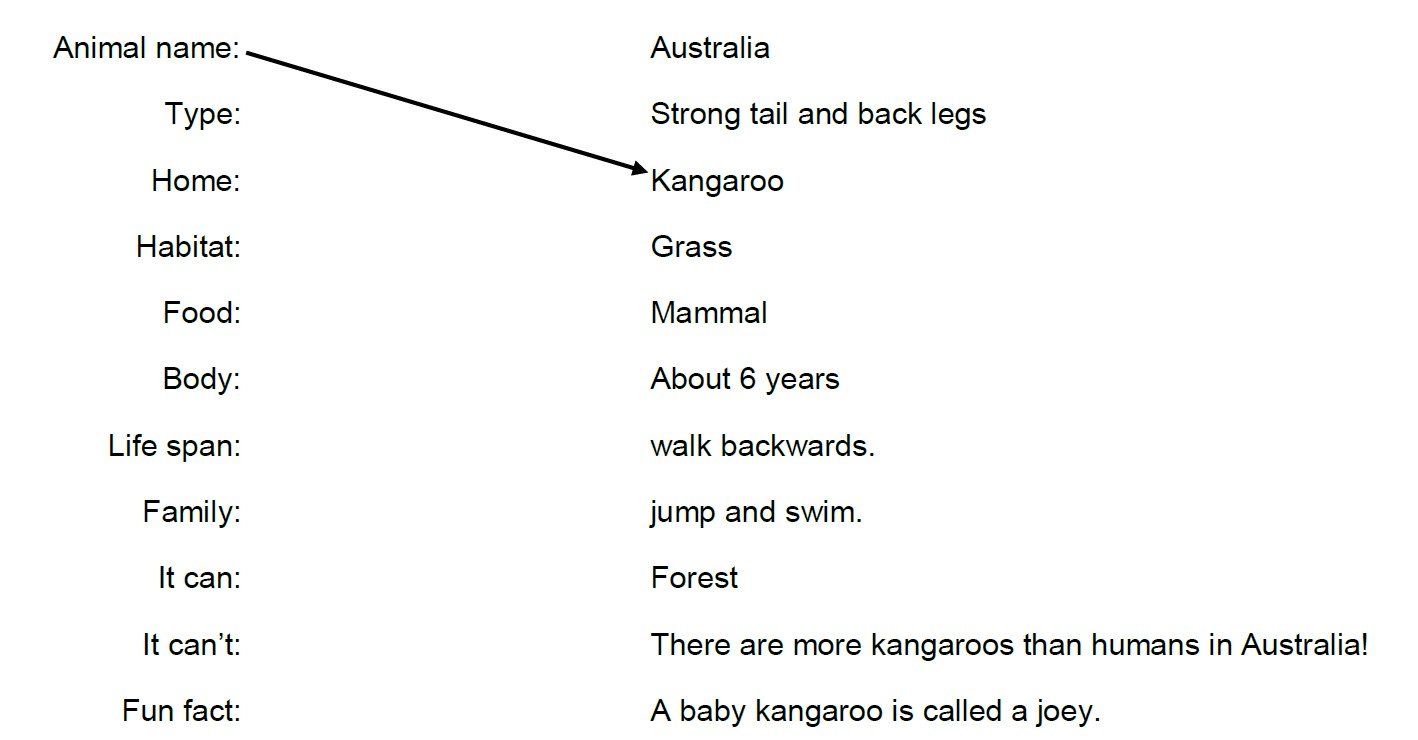 Animal name: Australia
Type: Strong tail and back legs
Home: Kangaroo
Habitat: Grass
Food: Mammal
Body: About 6 years
Life span: walk backwards.
Family: jump and swim.
It can: Forest
It can’t: There are more kangaroos than humans in Australia!
Fun fact: A baby kangaroo is called a joey.